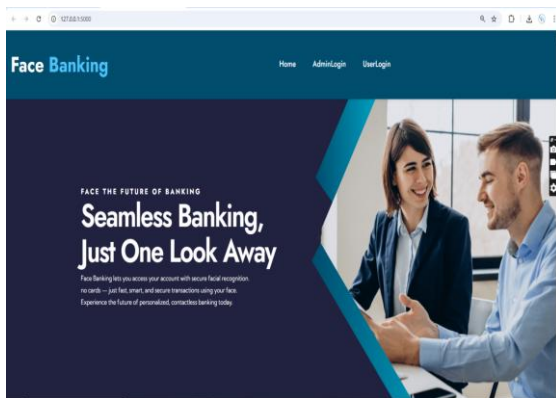 127.0.0.1:5000
Face Banking
Home AdminLogin UserLogin
FACE THE FUTURE OF BANKING
Seamless Banking,
Just One Look Away
Face Banking lets you access your account with secure facial recognition.
no cards — just fast, smart, and secure transactions using your face.
Experience the future of personalized, contactless banking today.